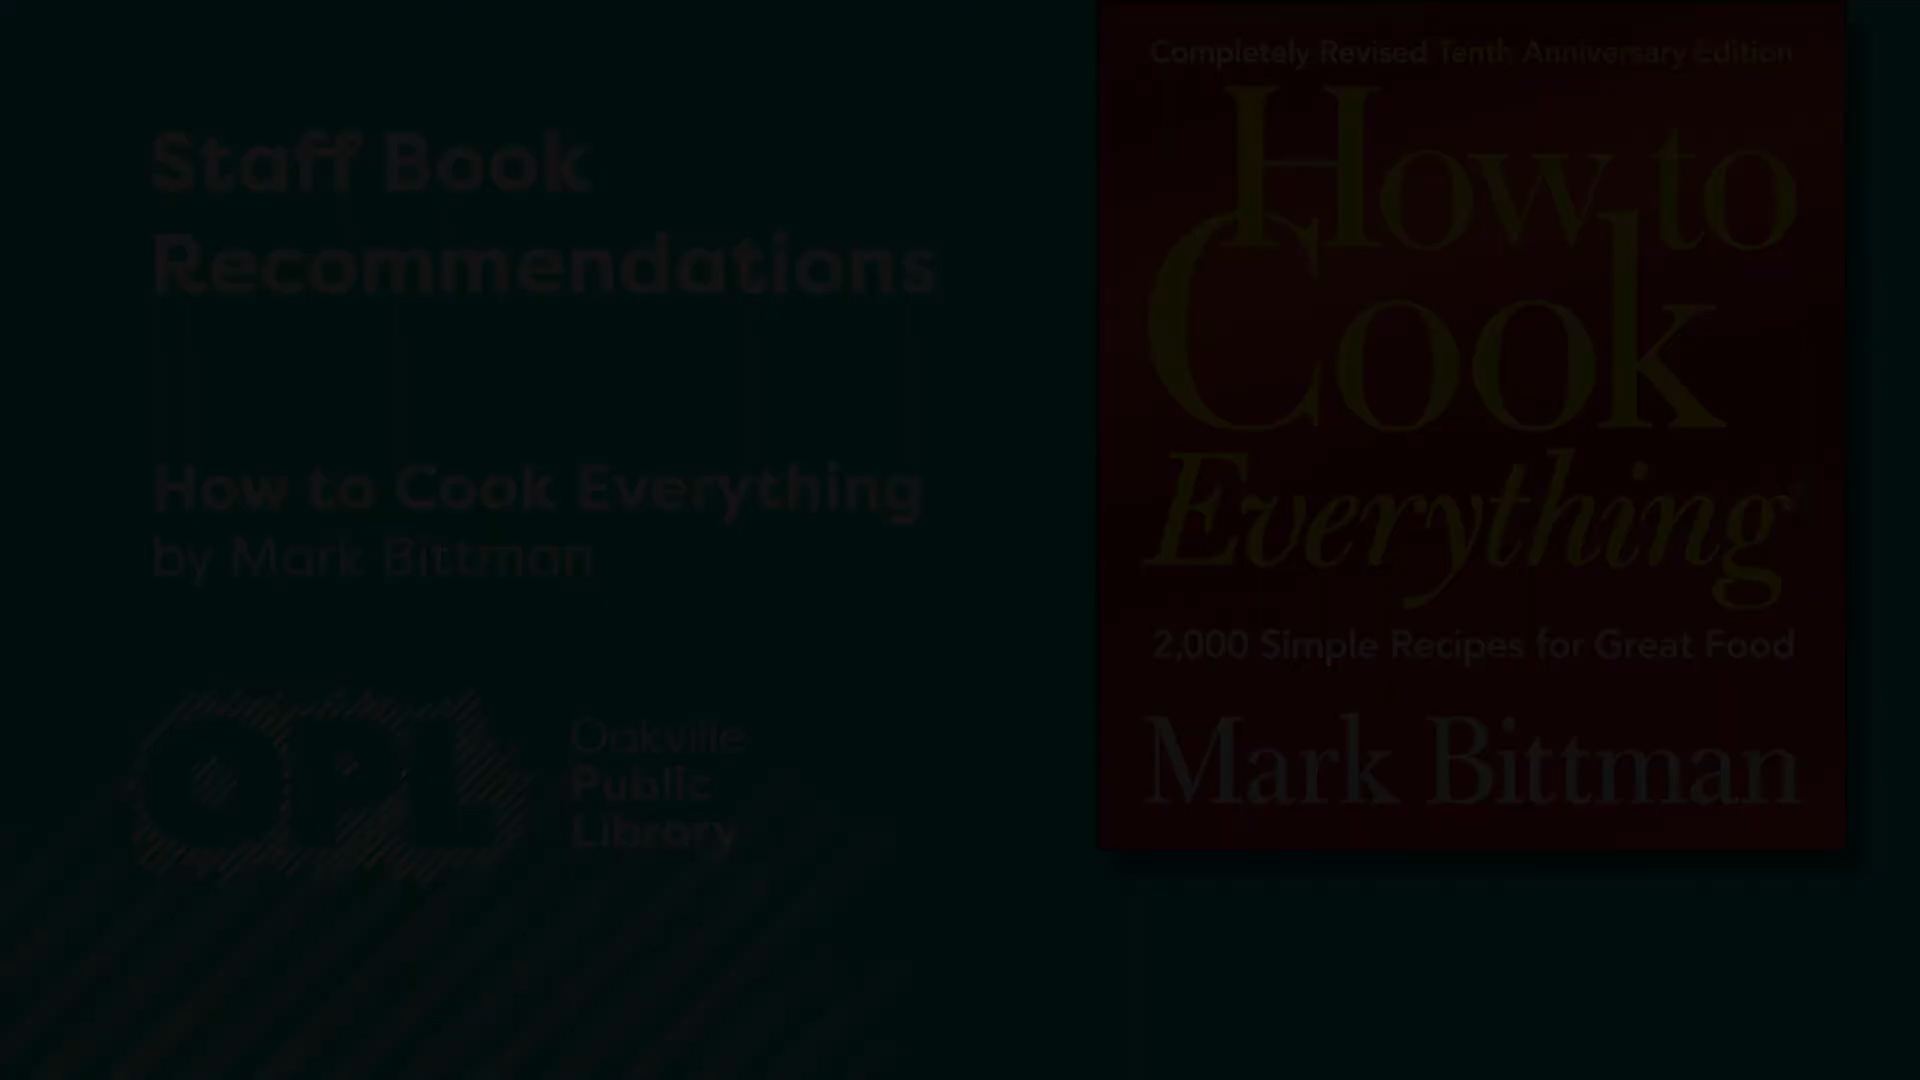 Staff Book
Recommendations
How to Cook Everything
by Mark Bittman
OPL
Oakville
Public
Library
Completely Revised Tenth Anniversary Edition
How to
Cook
Everything
2,000 Simple Recipes for Great Food
Mark Bittman